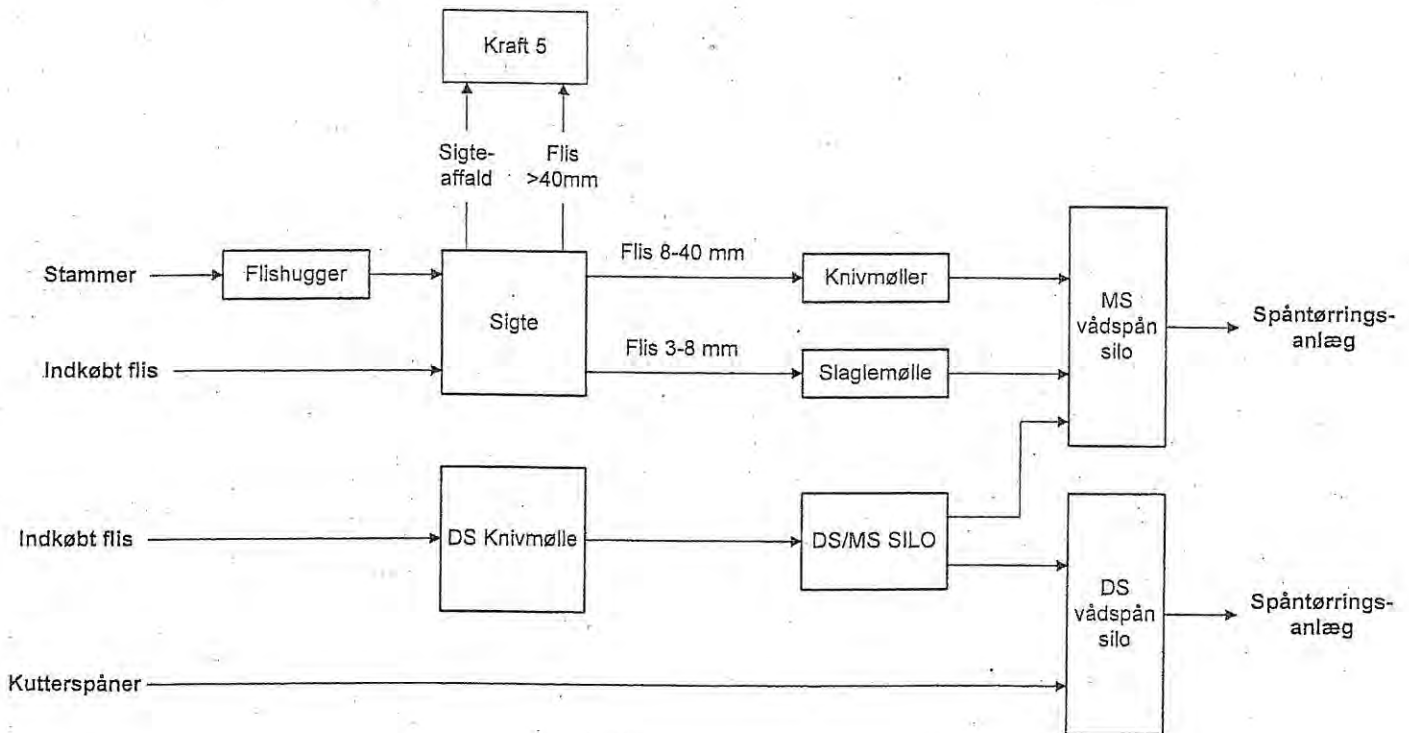 Kraft 5
Sigte-
affald
Flis
>40mm
Stammer
Flishugger
Sigte
Flis 8-40 mm
Knivmøller
MS
vådspån
silo
Spåntørrings-
anlæg
Indkøbt flis
Flis 3-8 mm
Slaglemølle
Indkøbt flis
DS Knivmølle
DS/MS SILO
DS
vådspån
silo
Spåntørrings-
anlæg
Kutterspåner